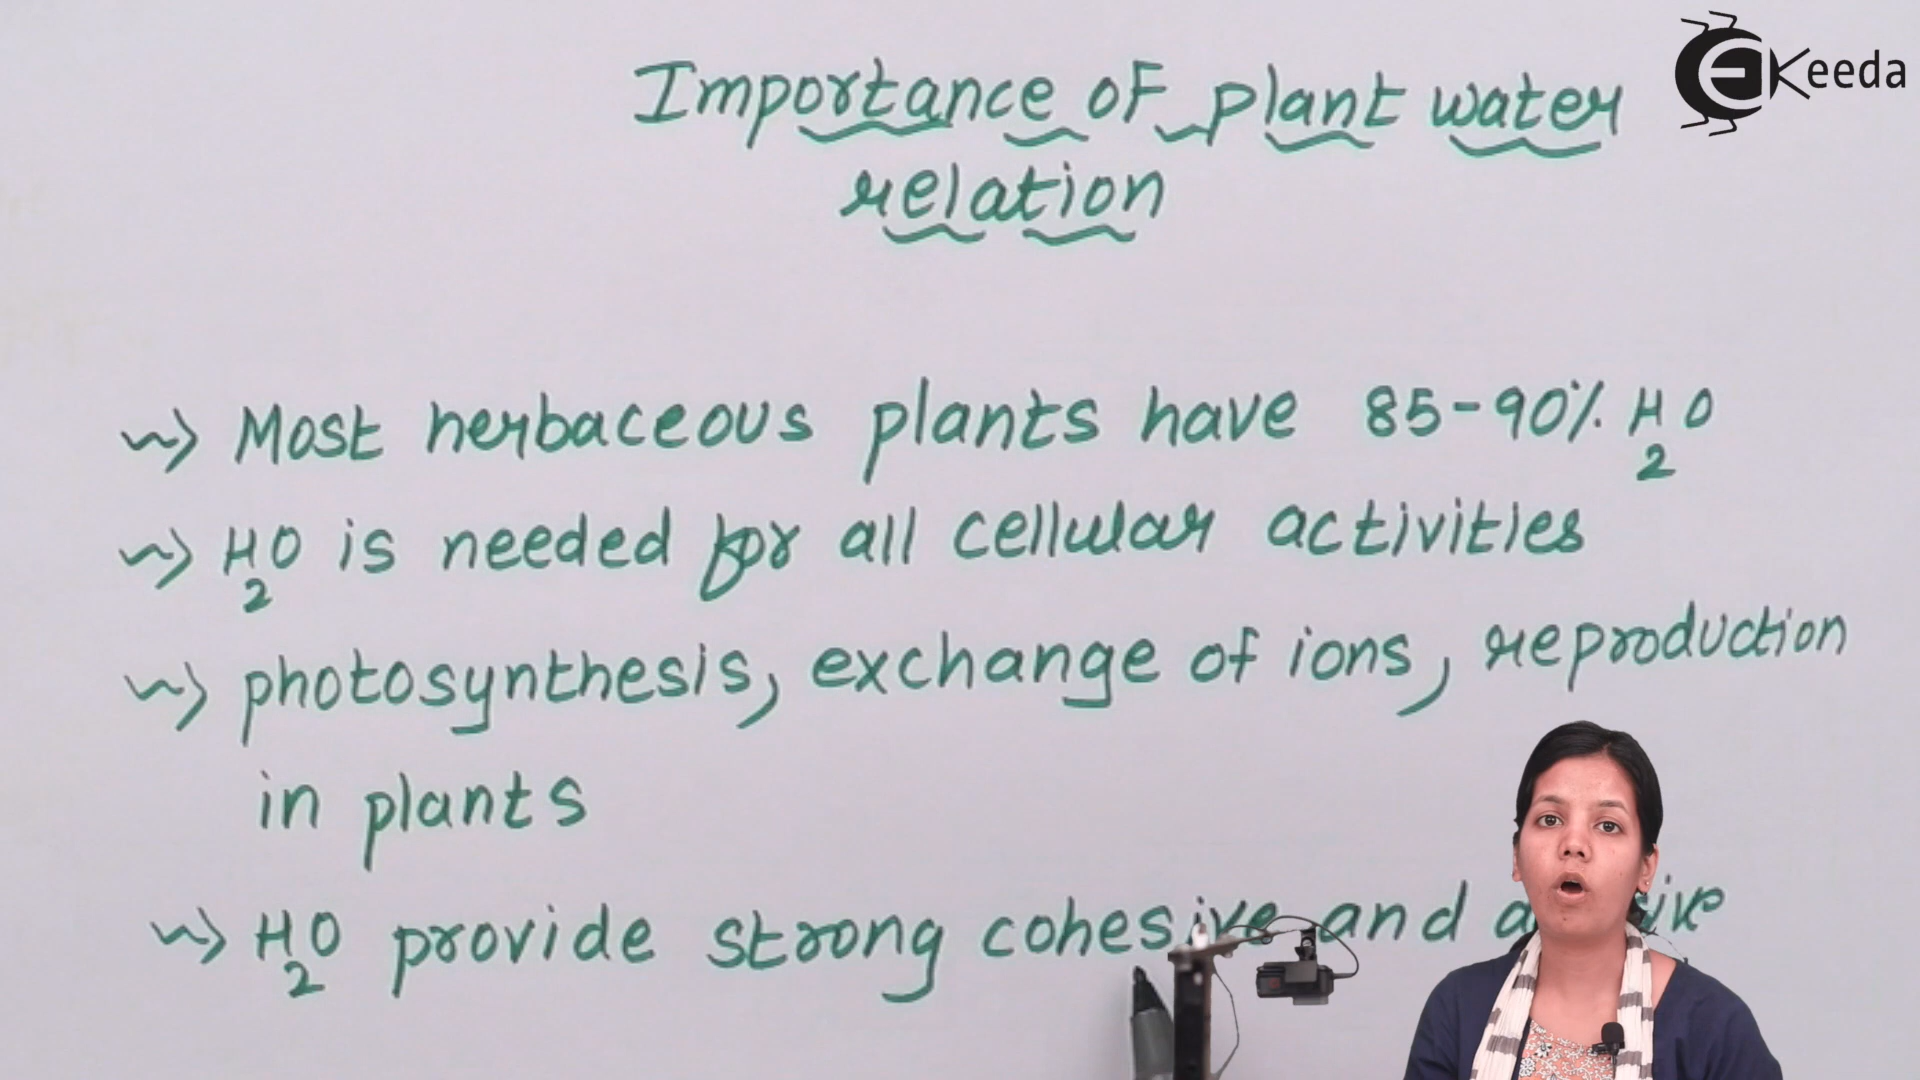 EKeeda
Importance of plant water
relation
Most herbaceous plants have 85-90% H2O
H2O is needed for all cellular activities
photosynthesis, exchange of ions, reproduction
in plants
H2O provide strong cohesive and